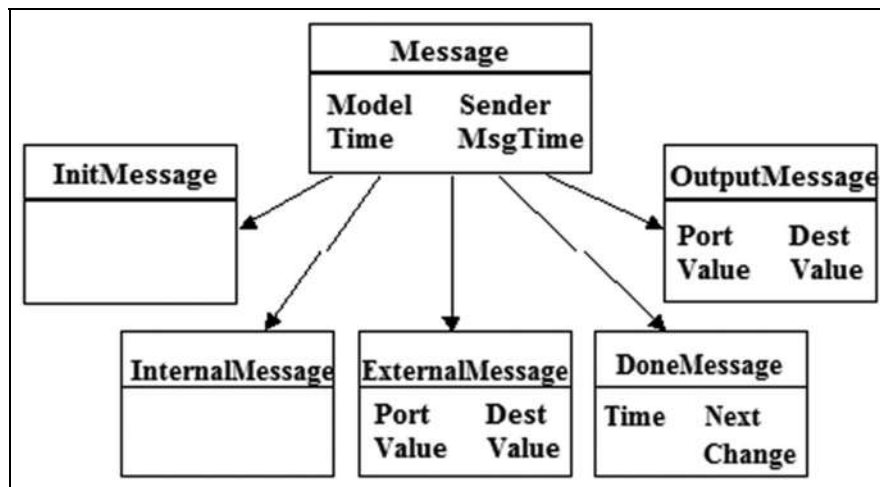 Message
Model Sender
Time MsgTime
InitMessage
OutputMessage
Port Dest
Value Value
InternalMessage
ExternalMessage
Port Dest
Value Value
DoneMessage
Time Next
Change